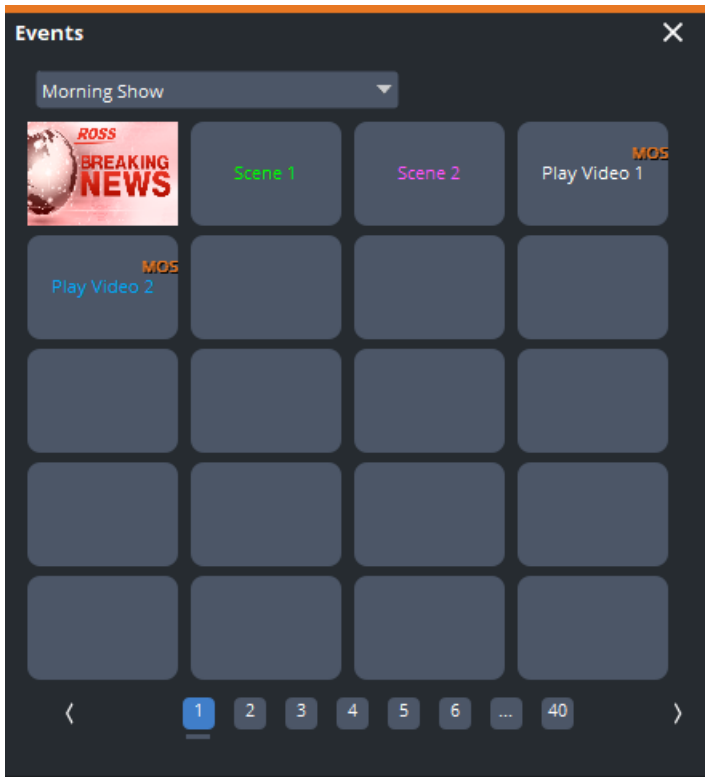 Events
Morning Show
ROSS
BREAKING
NEWS
Scene 1
Scene 2
MOS
Play Video 1
MOS
Play Video 2
1 2 3 4 5 6 ... 40